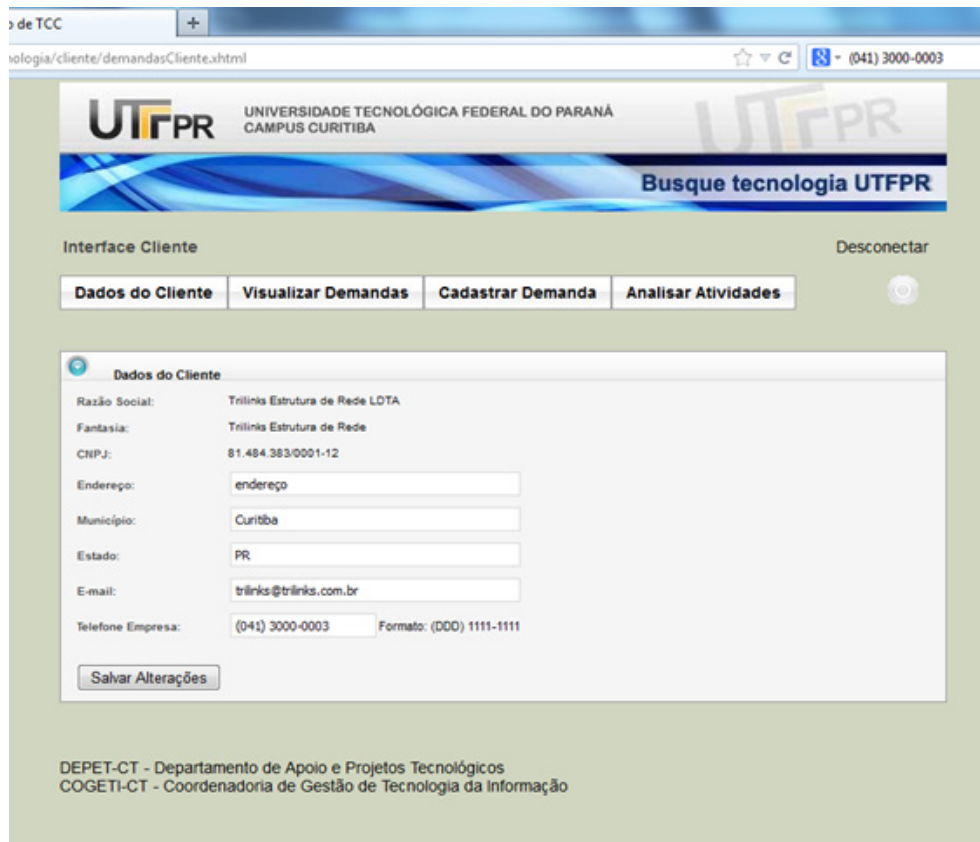 o de TCC
nologia/cliente/demandasCliente.xhtml (041) 3000-0003
UTFPR UNIVERSIDADE TECNOLÓGICA FEDERAL DO PARANÁ
CAMPUS CURITIBA
UTFPR
Busque tecnologia UTFPR
Interface Cliente Desconectar
Dados do Cliente Visualizar Demandas Cadastrar Demanda Analisar Atividades
Dados do Cliente
Razão Social: Trilinks Estrutura de Rede LDTA
Fantasia: Trilinks Estrutura de Rede
CNPJ: 81.484.383/0001-12
Endereço: endereço
Município: Curitiba
Estado: PR
E-mail: trilinks@trilinks.com.br
Telefone Empresa: (041) 3000-0003 Formato: (DDD) 1111-1111
Salvar Alterações
DEPET-CT - Departamento de Apoio e Projetos Tecnológicos
COGETI-CT - Coordenadoria de Gestão de Tecnologia da Informação